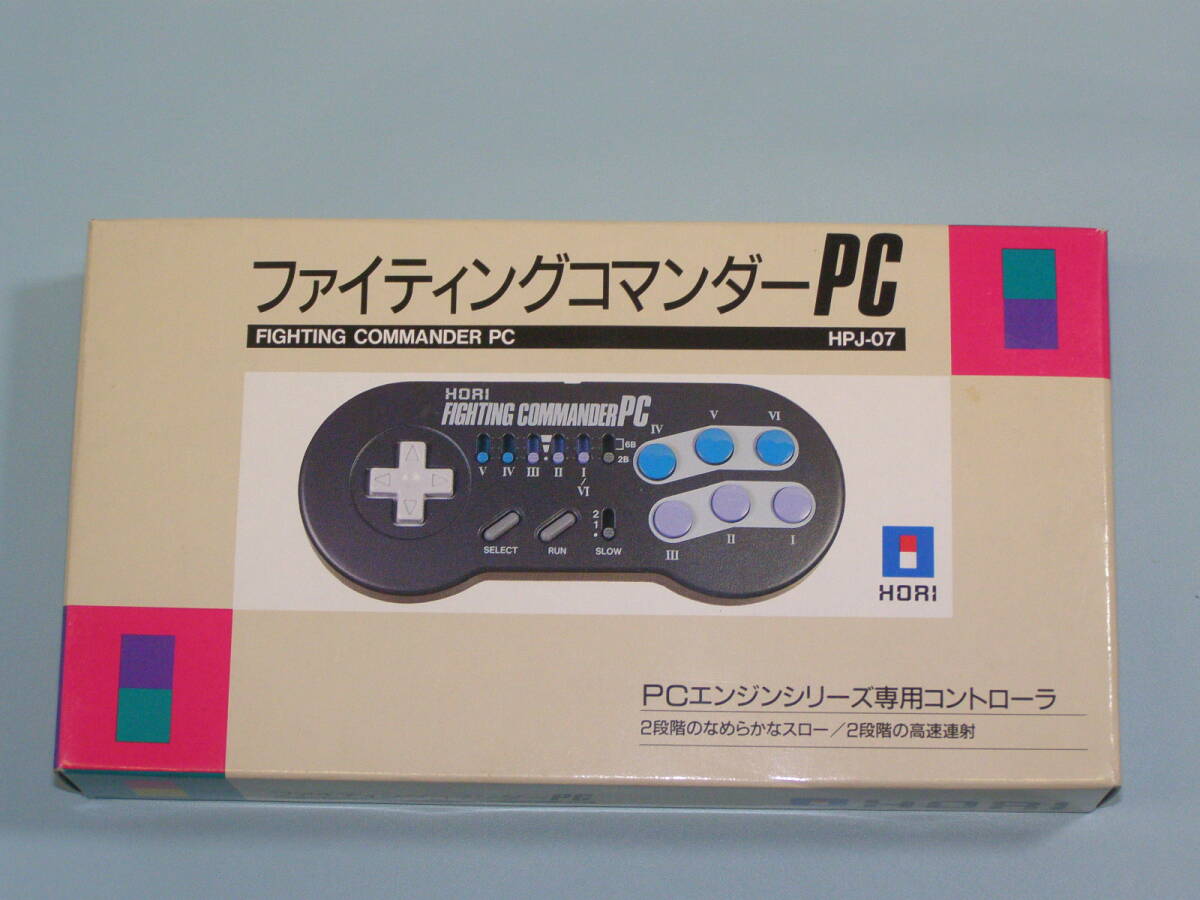 ファイティングコマンダーPC
FIGHTING COMMANDER PC HPJ-07
HORI
FIGHTING COMMANDER PC
IV V VI
6B
2B
V IV III II I
/
VI
2
1
SELECT RUN SLOW
III II I
HORI
PCエンジンシリーズ専用コントローラ
2段階のなめらかなスロー/2段階の高速連射
HORI